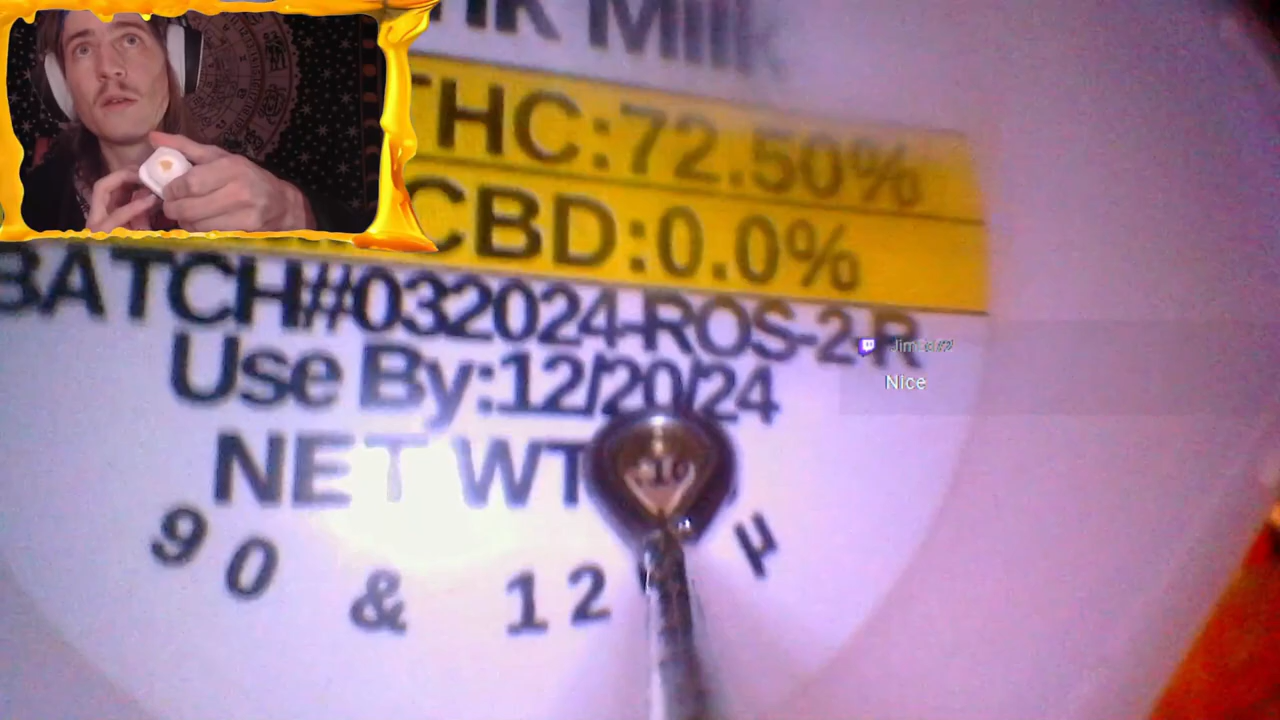 Milk
THC:72.50%
CBD:0.0%
BATCH#032024-ROS-2-R
Use By:12/20/24
NET WT
90 & 12 µ
Nice